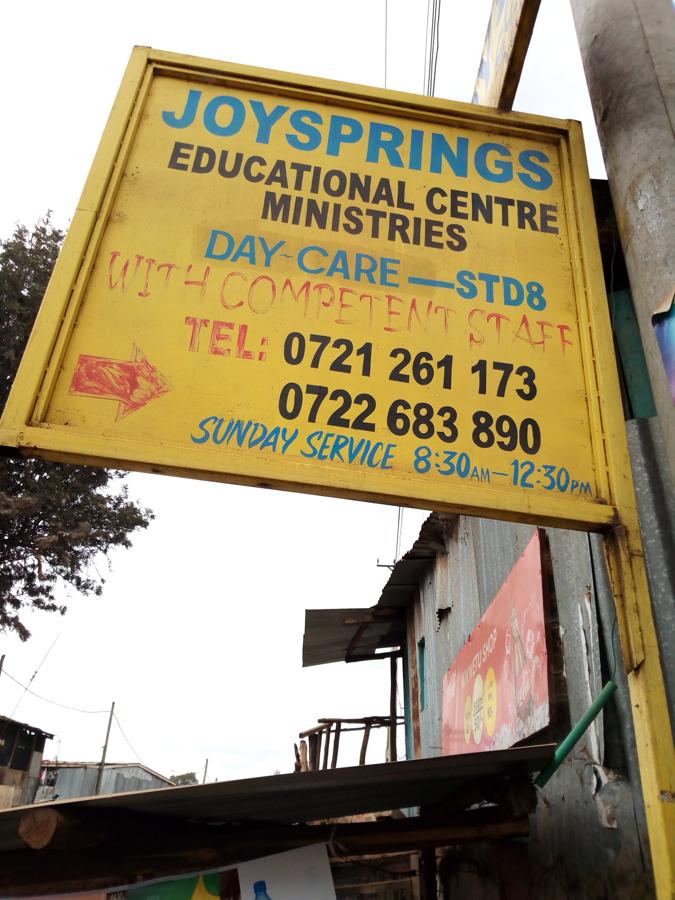 JOYSPRINGS
EDUCATIONAL CENTRE
MINISTRIES
DAY-CARE—STD8
WITH COMPETENT STAFF
TEL: 0721 261 173
0722 683 890
SUNDAY SERVICE 8:30AM—12:30PM
SHOP